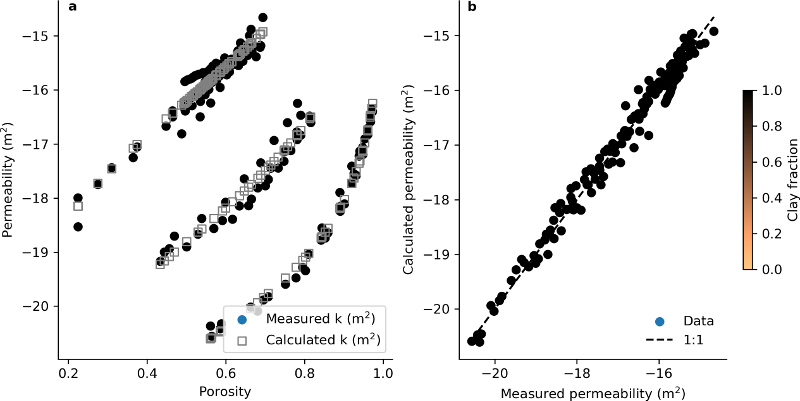 a
−15
−16
−17
−18
−19
−20
Permeability (m²)
0.2
0.4
0.6
0.8
1.0
Porosity
Measured k (m²)
Calculated k (m²)
b
−15
−16
−17
−18
−19
−20
Calculated permeability (m²)
−20
−18
−16
Measured permeability (m²)
Data
1:1
1.0
0.8
0.6
0.4
0.2
0.0
Clay fraction